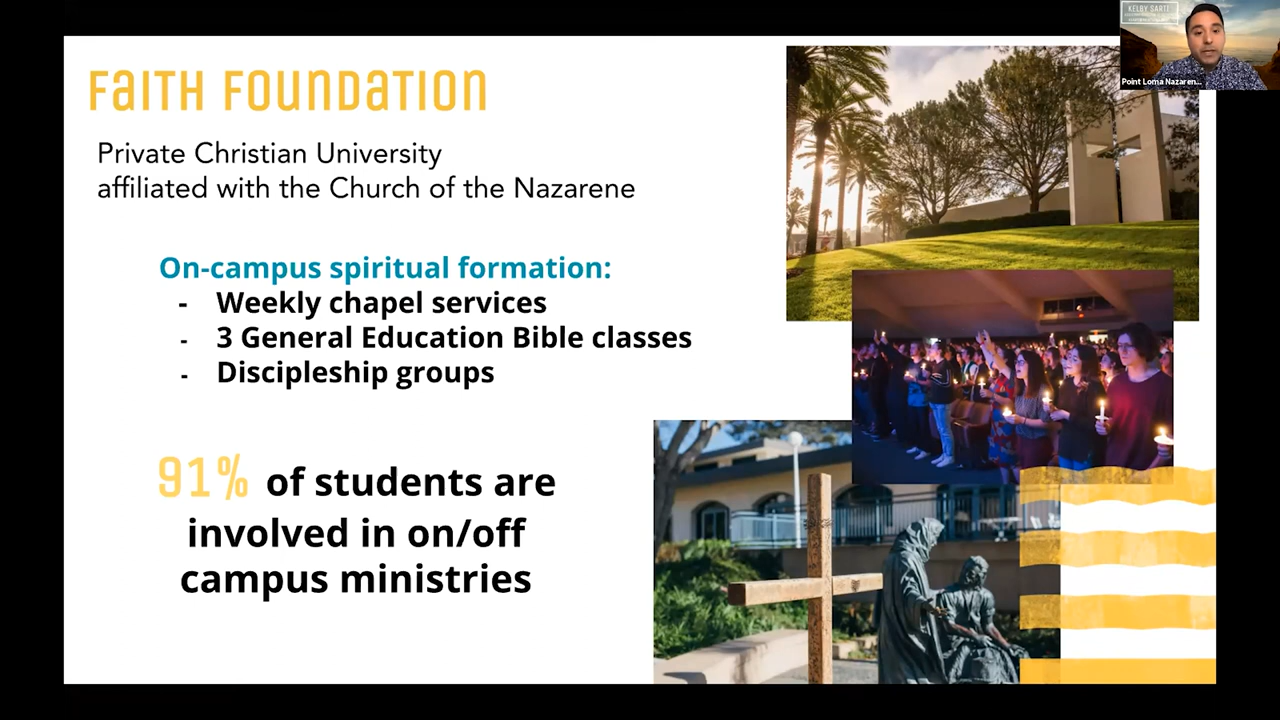 FAITH FOUNDATION
Private Christian University
affiliated with the Church of the Nazarene
On-campus spiritual formation:
- Weekly chapel services
- 3 General Education Bible classes
- Discipleship groups
91% of students are
involved in on/off
campus ministries
KELBY SARTI
Point Loma Nazaren...